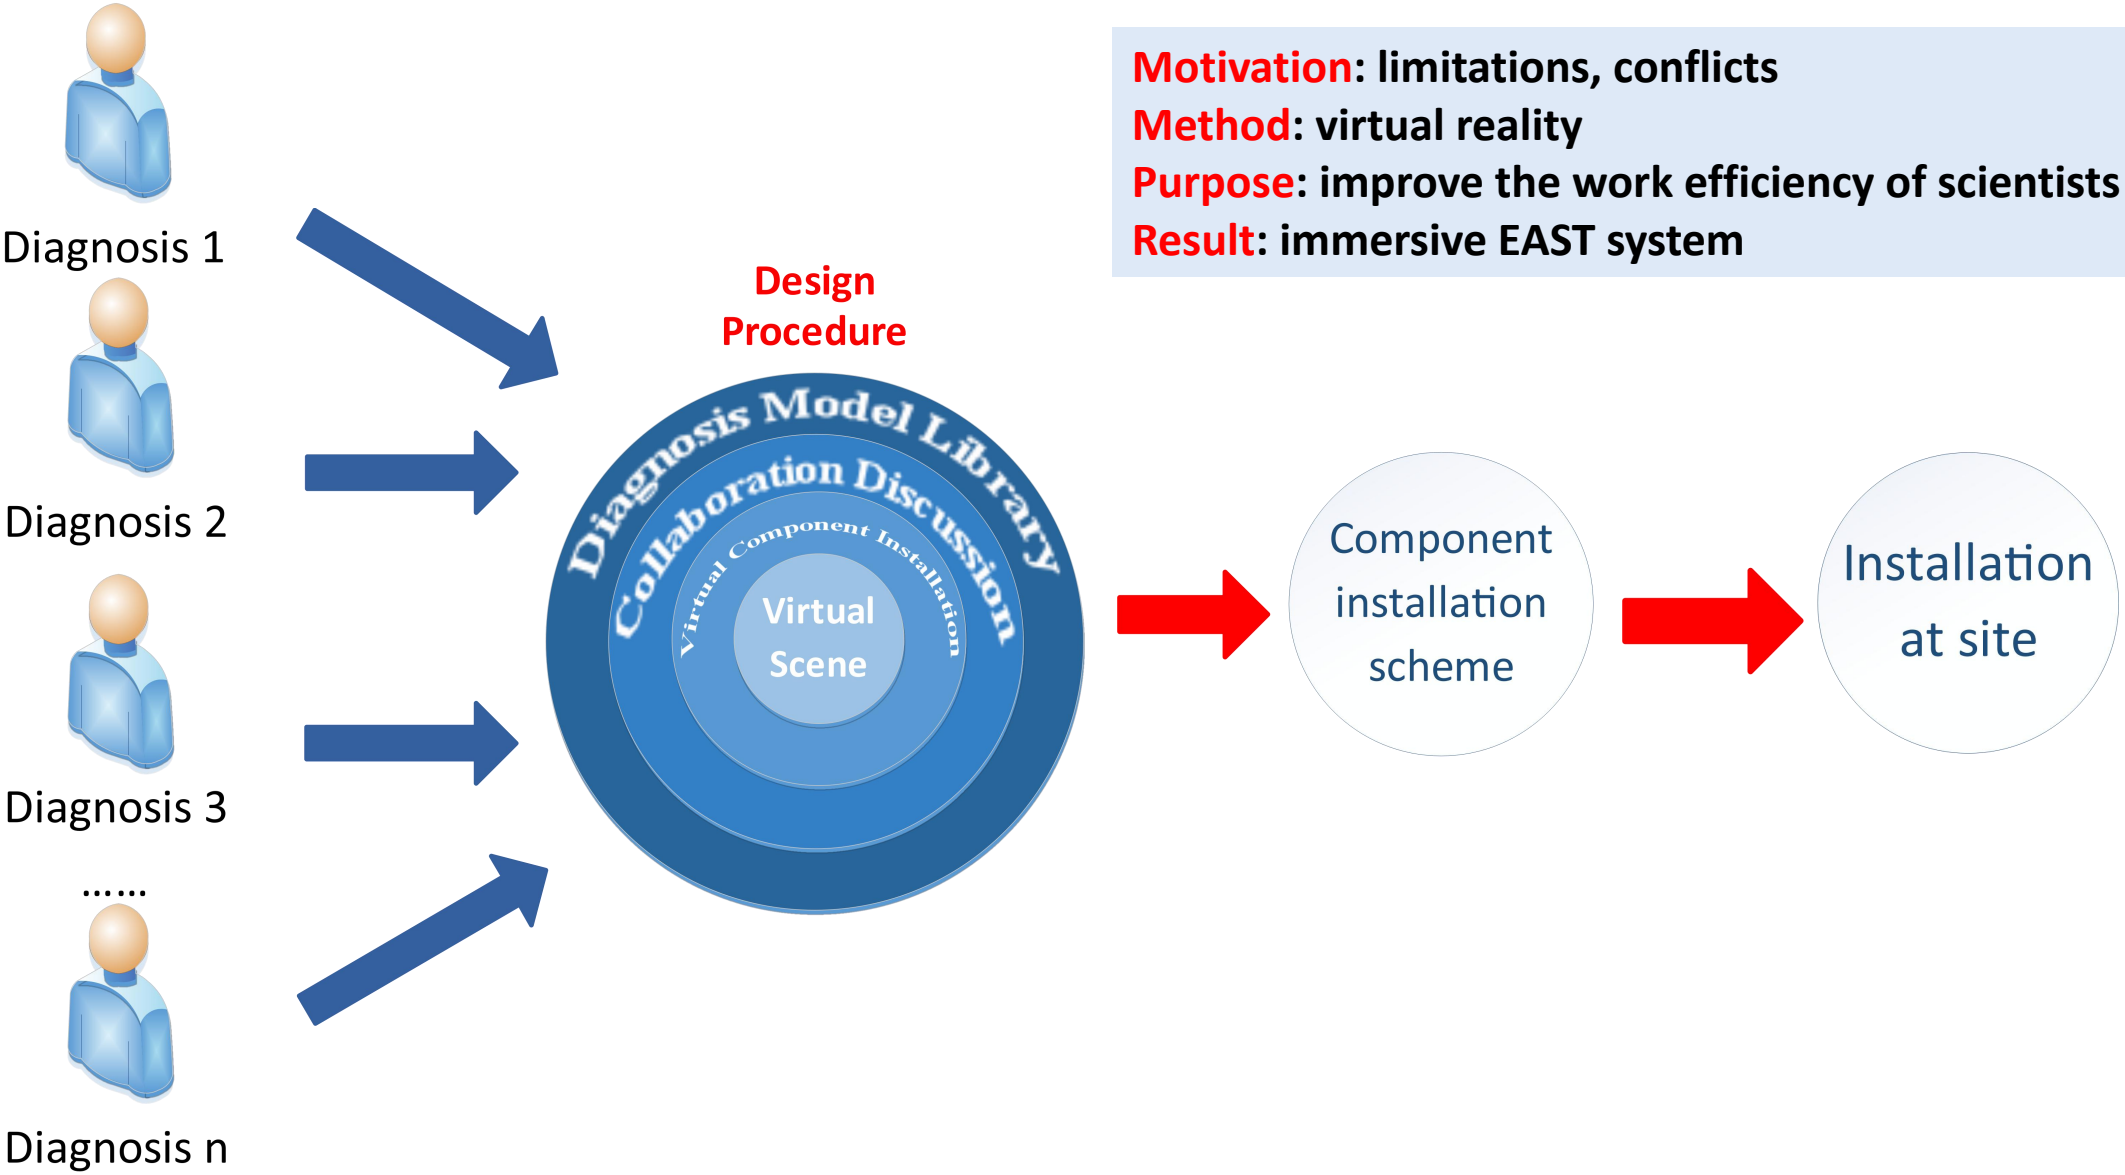 Diagnosis 1
Diagnosis 2
Diagnosis 3
......
Diagnosis n
Design
Procedure
Diagnosis Model Library
Collaboration Discussion
Virtual Component Installation
Virtual
Scene
Motivation: limitations, conflicts
Method: virtual reality
Purpose: improve the work efficiency of scientists
Result: immersive EAST system
Component
installation
scheme
Installation
at site